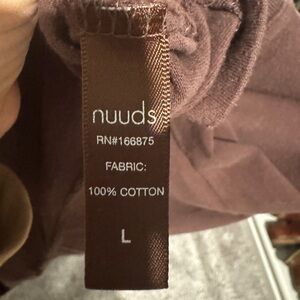 nuuds
RN#166875
FABRIC:
100% COTTON
L